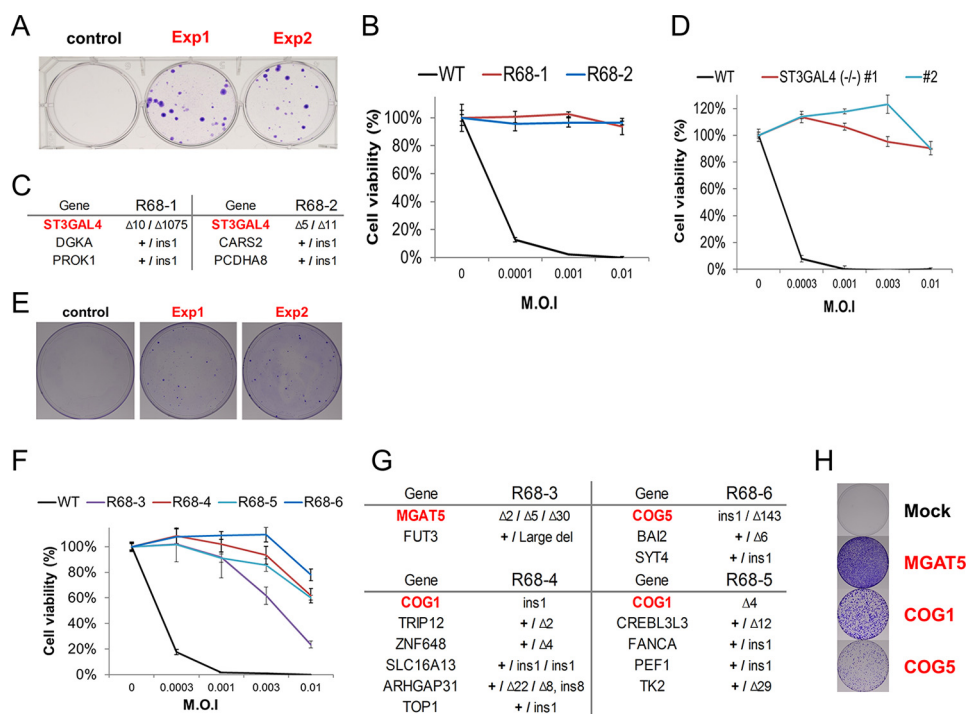 A
control Exp1 Exp2
B
WT R68-1 R68-2
Cell viability (%)
120%
100%
80%
60%
40%
20%
0%
0 0.0001 0.001 0.01
M.O.I
C
Gene R68-1 Gene R68-2
ST3GAL4 Δ10 / Δ1075 ST3GAL4 Δ5 / Δ11
DGKA + / ins1 CARS2 + / ins1
PROK1 + / ins1 PCDHA8 + / ins1
D
WT ST3GAL4 (-/-) #1 #2
Cell viability (%)
120%
100%
80%
60%
40%
20%
0%
0 0.0003 0.001 0.003 0.01
M.O.I
E
control Exp1 Exp2
F
WT R68-3 R68-4 R68-5 R68-6
Cell viability (%)
120%
100%
80%
60%
40%
20%
0%
0 0.0003 0.001 0.003 0.01
M.O.I
G
Gene R68-3 Gene R68-6
MGAT5 Δ2 / Δ5 / Δ30 COG5 ins1 / Δ143
FUT3 + / Large del BAI2 + / Δ6
SYT4 + / ins1
Gene R68-4 Gene R68-5
COG1 ins1 COG1 Δ4
TRIP12 + / Δ2 CREBL3L3 + / Δ12
ZNF648 + / Δ4 FANCA + / ins1
SLC16A13 + / ins1 / ins1 PEF1 + / ins1
ARHGAP31 + / Δ22 / Δ8, ins8 TK2 + / Δ29
TOP1 + / ins1
H
Mock
MGAT5
COG1
COG5